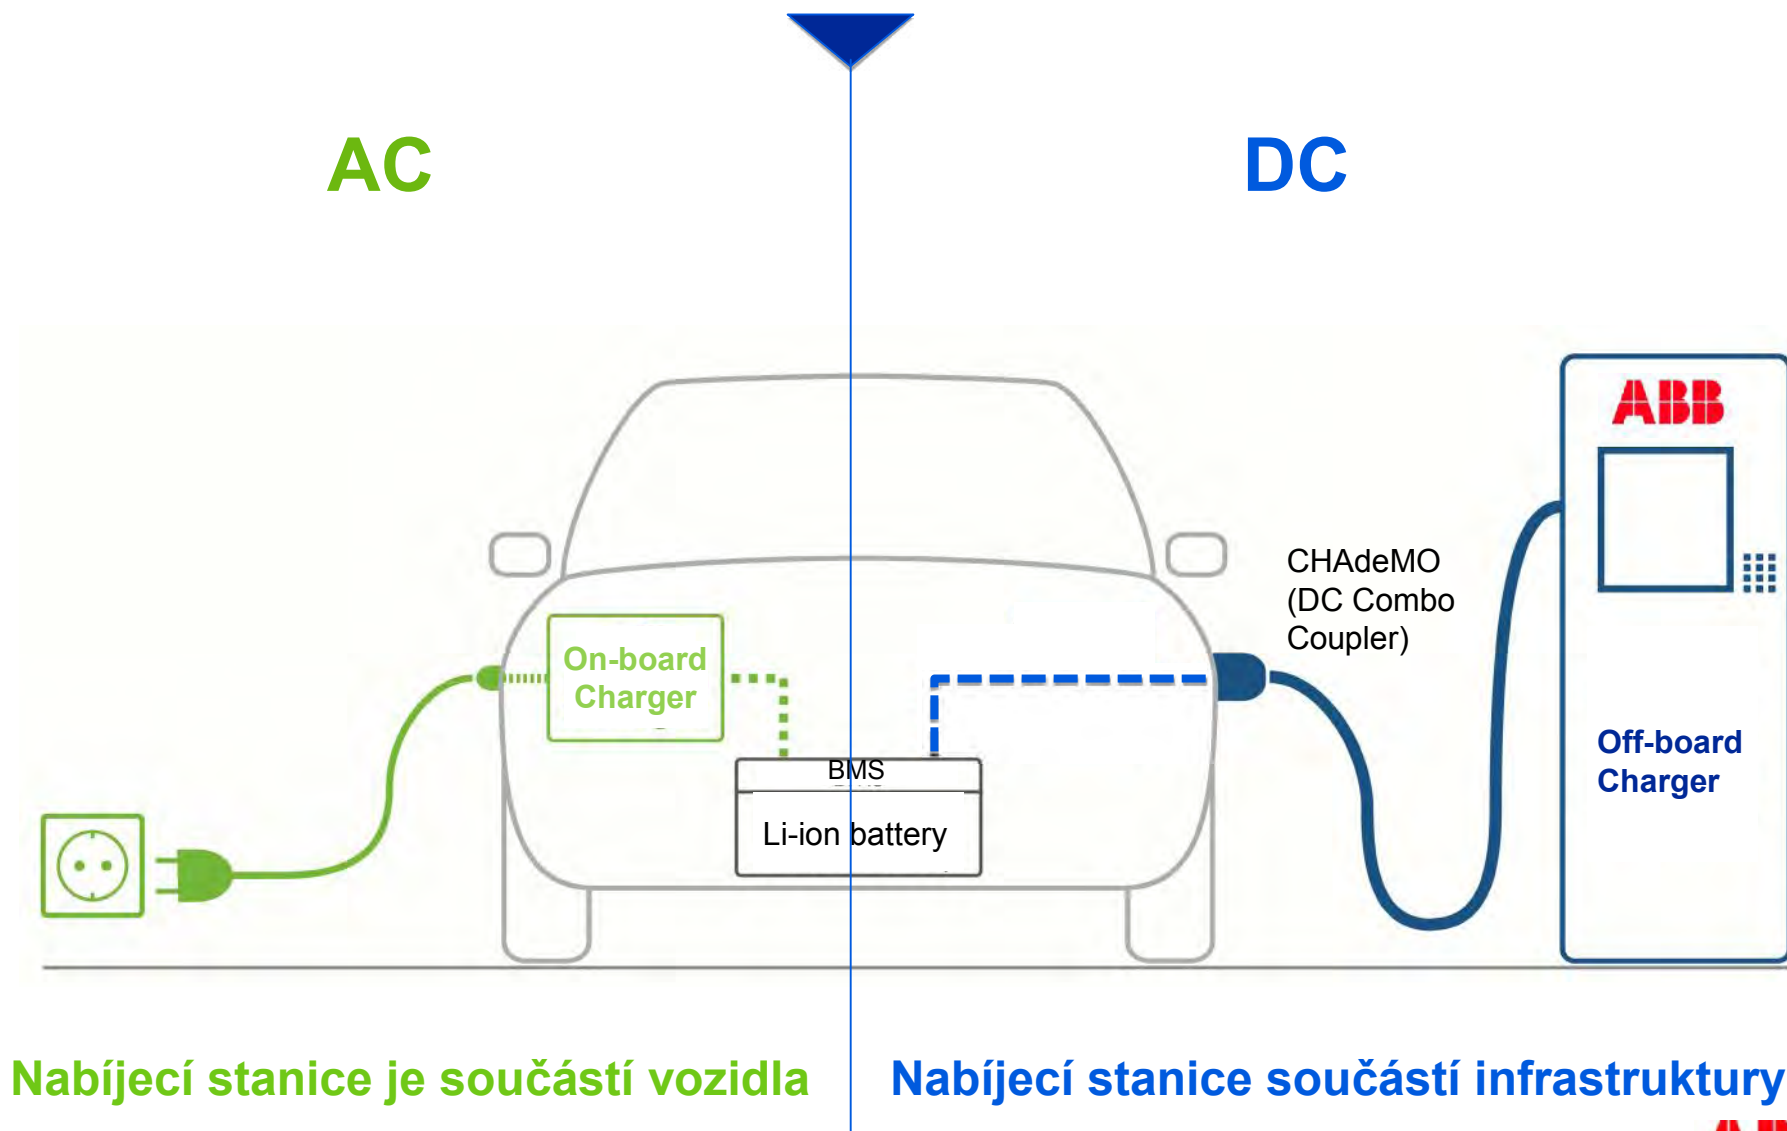 AC
DC
ABB
CHAdeMO
(DC Combo
Coupler)
On-board
Charger
Off-board
Charger
BMS
Li-ion battery
Nabíjecí stanice je součástí vozidla
Nabíjecí stanice součástí infrastruktury